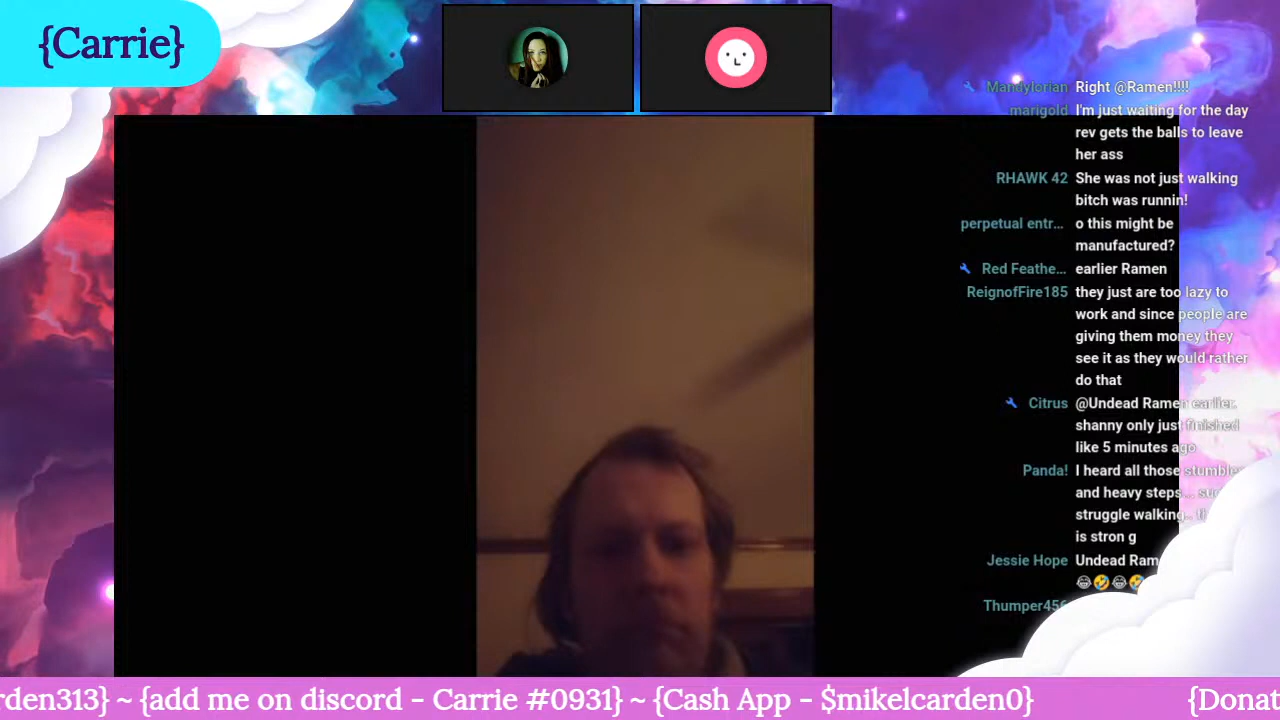 {Carrie}
Mandylorian Right @Ramen!!!!
marigold I'm just waiting for the day
rev gets the balls to leave
her ass
RHAWK 42 She was not just walking
bitch was runnin!
perpetual entr... o this might be
manufactured?
Red Feathe... earlier Ramen
ReignofFire185 they just are too lazy to
work and since people are
giving them money they
see it as they would rather
do that
Citrus @Undead Ramen earlier.
shanny only just finished
like 5 minutes ago
Panda! I heard all those stumbles
and heavy steps...
struggle walking..
is stron g
Jessie Hope Undead Ram
😂🤣😂🤣
Thumper456
rden313} ~ {add me on discord - Carrie #0931} ~ {Cash App - $mikelcarden0} {Donat